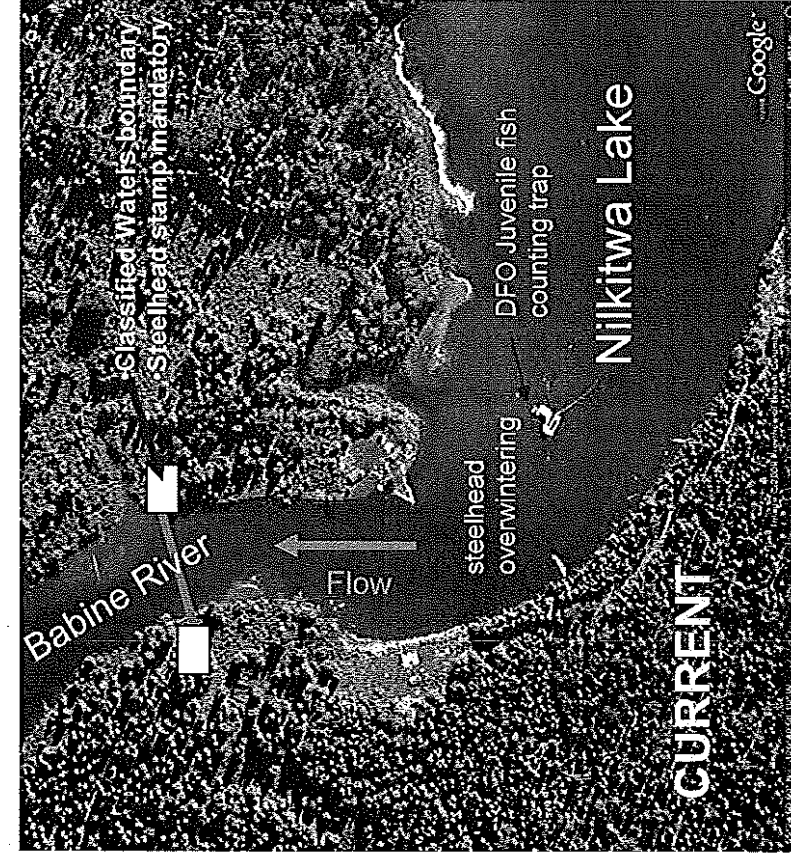 Classified Waters boundary
Steelhead stamp mandatory
Babine River
Flow
steelhead
overwintering
DFO Juvenile fish
counting trap
Nilkitwa Lake
CURRENT
Google